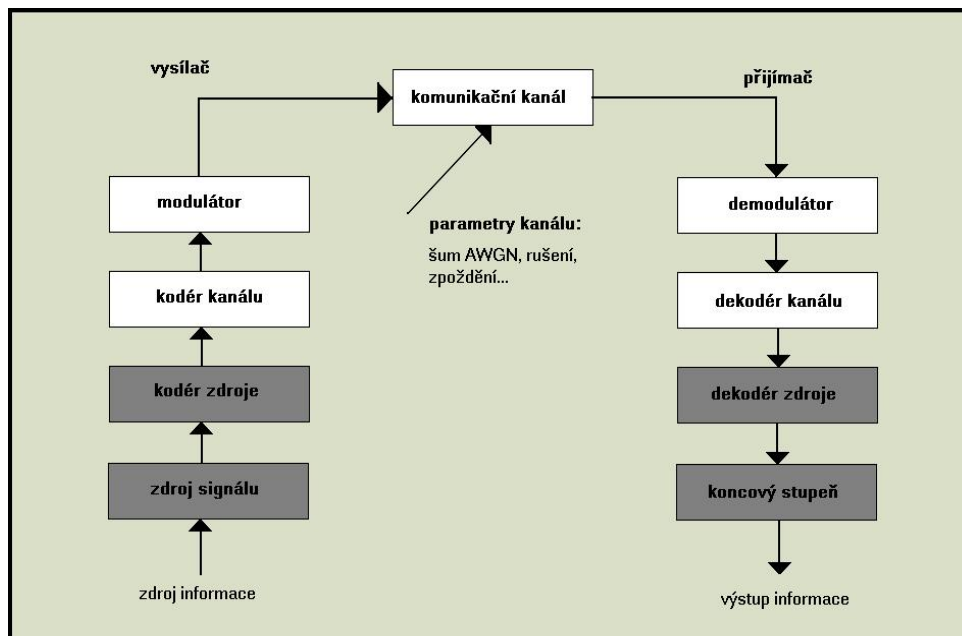 vysílač
komunikační kanál
přijímač
modulátor
demodulátor
parametry kanálu:
šum AWGN, rušení,
zpoždění...
kodér kanálu
dekodér kanálu
kodér zdroje
dekodér zdroje
zdroj signálu
koncový stupeň
zdroj informace
výstup informace